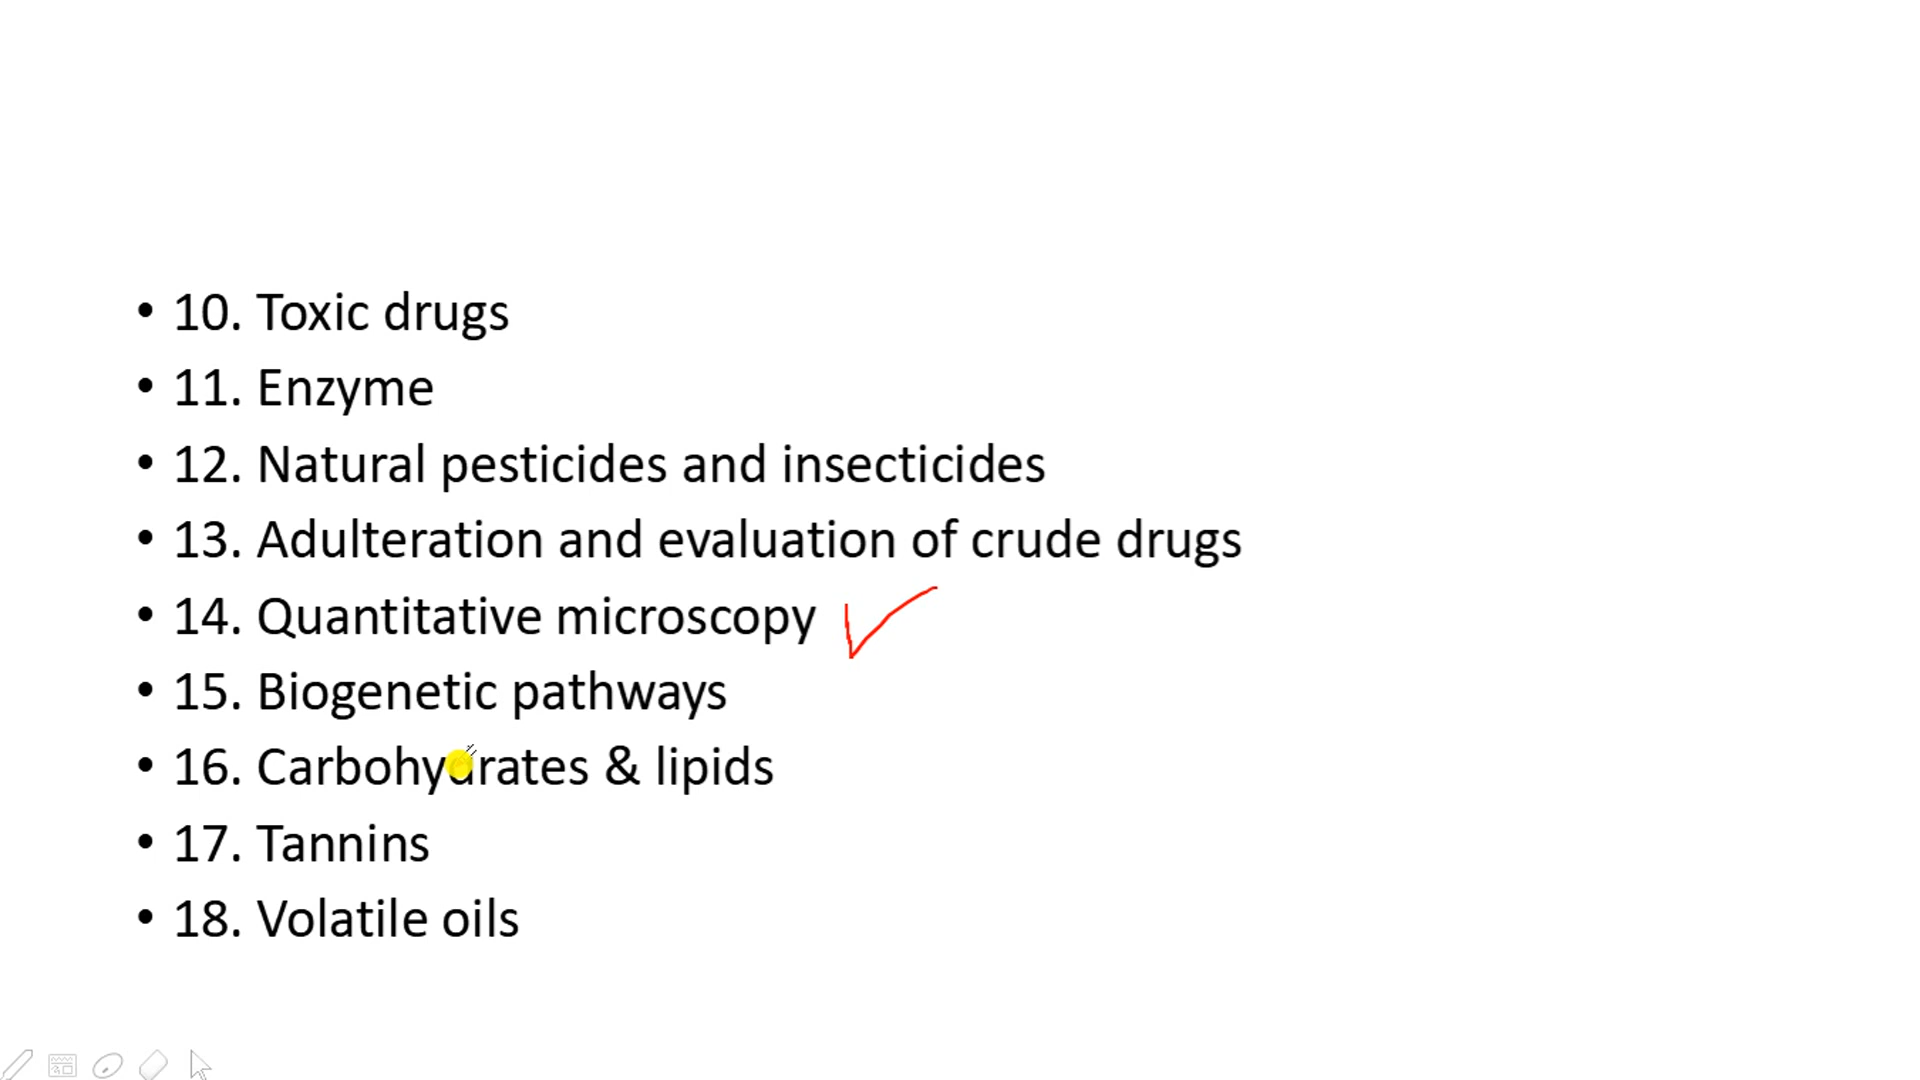 • 10. Toxic drugs
• 11. Enzyme
• 12. Natural pesticides and insecticides
• 13. Adulteration and evaluation of crude drugs
• 14. Quantitative microscopy
• 15. Biogenetic pathways
• 16. Carbohydrates & lipids
• 17. Tannins
• 18. Volatile oils